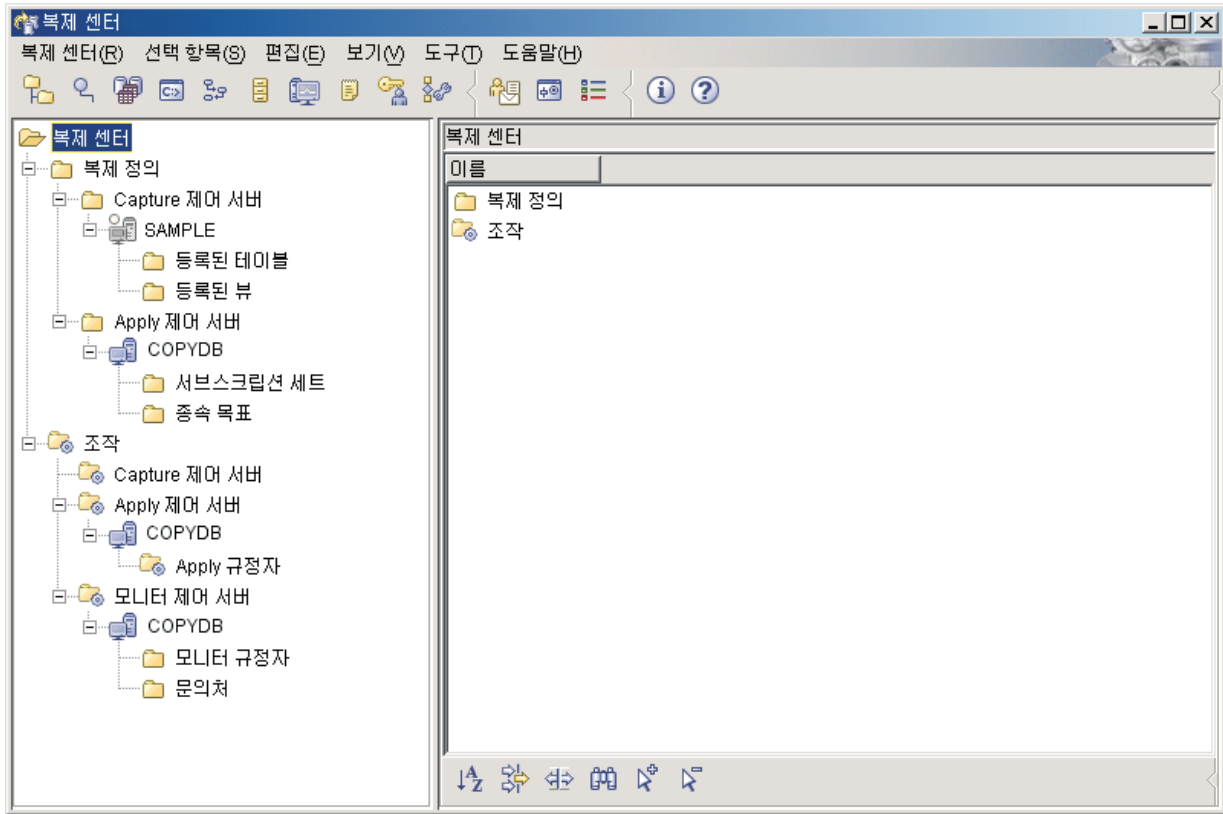 복제 센터
복제 센터(R) 선택 항목(S) 편집(E) 보기(V) 도구(T) 도움말(H)
복제 센터
복제 정의
Capture 제어 서버
SAMPLE
등록된 테이블
등록된 뷰
Apply 제어 서버
COPYDB
서브스크립션 세트
종속 목표
조작
Capture 제어 서버
Apply 제어 서버
COPYDB
Apply 규정자
모니터 제어 서버
COPYDB
모니터 규정자
문의처
복제 센터
이름
복제 정의
조작